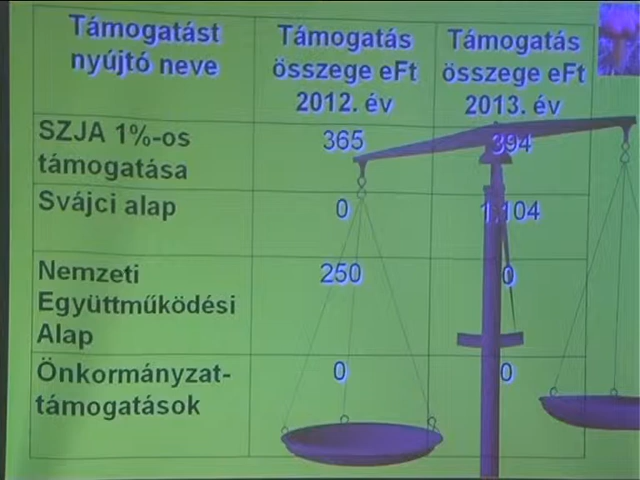 Támogatást
nyújtó neve
Támogatás
összege eFt
2012. év
Támogatás
összege eFt
2013. év
SZJA 1%-os
támogatása
365
394
Svájci alap
0
1.104
Nemzeti
Együttműködési
Alap
250
0
Önkormányzat-
támogatások
0
0